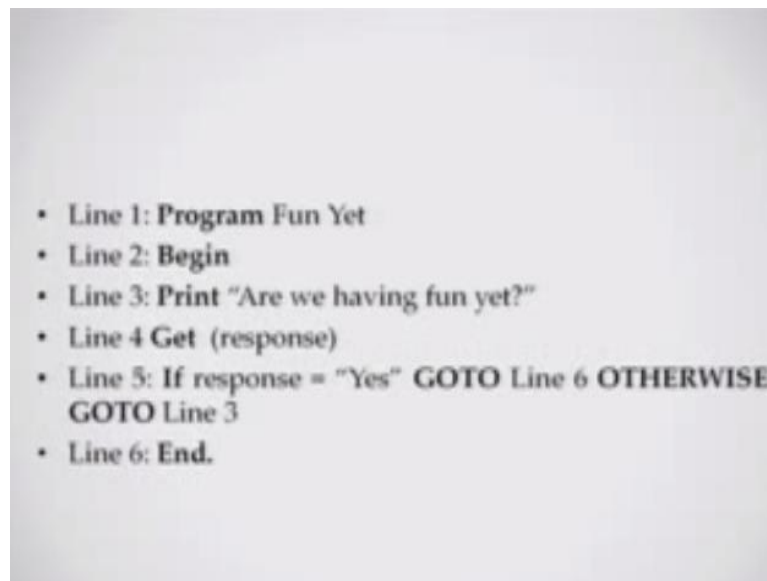 • Line 1: Program Fun Yet
• Line 2: Begin
• Line 3: Print “Are we having fun yet?”
• Line 4 Get (response)
• Line 5: If response = “Yes” GOTO Line 6 OTHERWISE
GOTO Line 3
• Line 6: End.